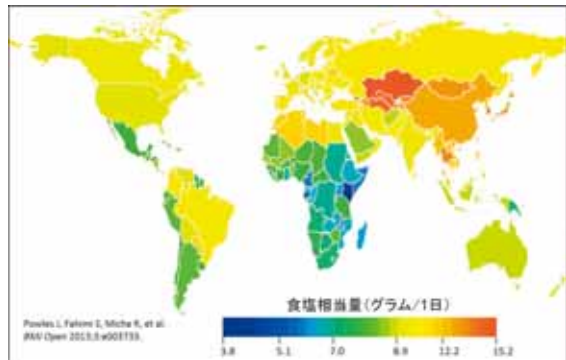 食塩相当量(グラム/1日)
3.8 5.1 7.0 8.9 12.2 15.2
Powles J, Fahimi S, Micha R, et al.
BMJ Open 2013;3:e003733.